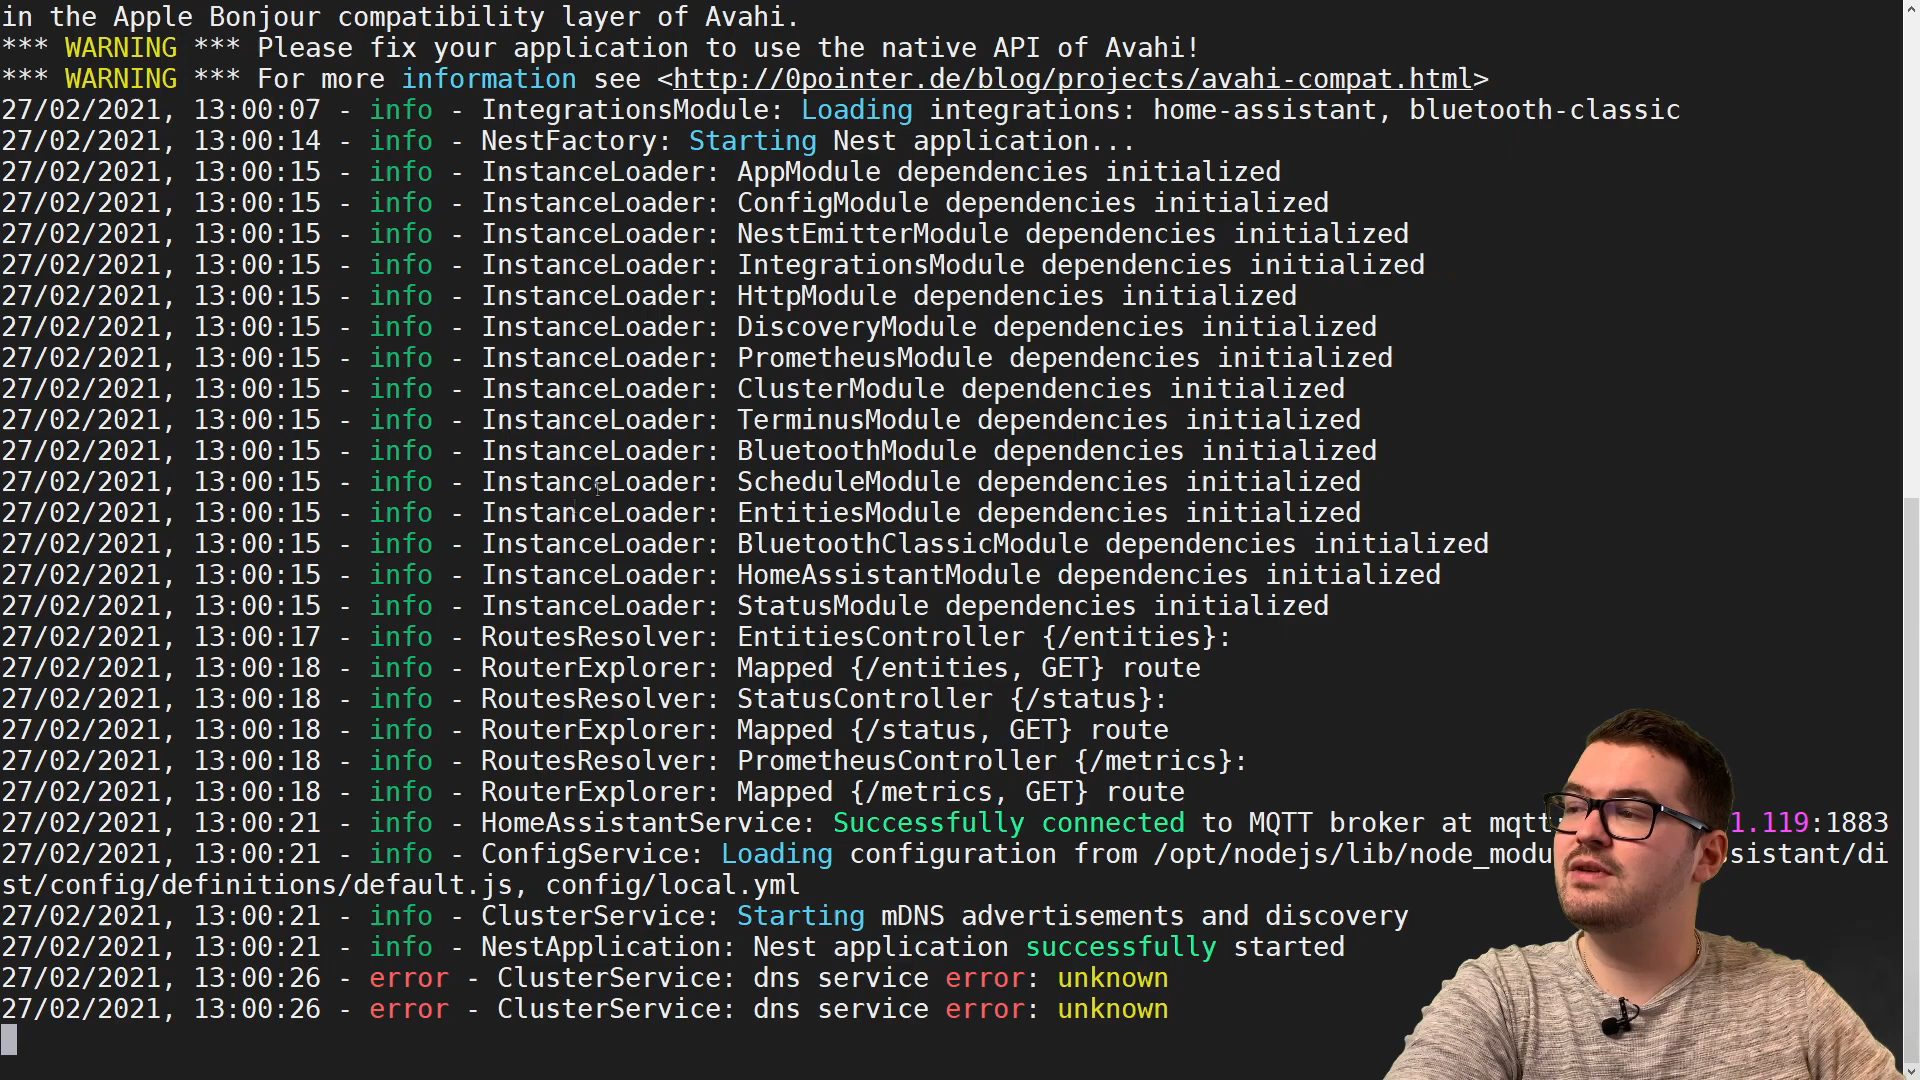 in the Apple Bonjour compatibility layer of Avahi.
*** WARNING *** Please fix your application to use the native API of Avahi!
*** WARNING *** For more information see <http://0pointer.de/blog/projects/avahi-compat.html>
27/02/2021, 13:00:07 - info - IntegrationsModule: Loading integrations: home-assistant, bluetooth-classic
27/02/2021, 13:00:14 - info - NestFactory: Starting Nest application...
27/02/2021, 13:00:15 - info - InstanceLoader: AppModule dependencies initialized
27/02/2021, 13:00:15 - info - InstanceLoader: ConfigModule dependencies initialized
27/02/2021, 13:00:15 - info - InstanceLoader: NestEmitterModule dependencies initialized
27/02/2021, 13:00:15 - info - InstanceLoader: IntegrationsModule dependencies initialized
27/02/2021, 13:00:15 - info - InstanceLoader: HttpModule dependencies initialized
27/02/2021, 13:00:15 - info - InstanceLoader: DiscoveryModule dependencies initialized
27/02/2021, 13:00:15 - info - InstanceLoader: PrometheusModule dependencies initialized
27/02/2021, 13:00:15 - info - InstanceLoader: ClusterModule dependencies initialized
27/02/2021, 13:00:15 - info - InstanceLoader: TerminusModule dependencies initialized
27/02/2021, 13:00:15 - info - InstanceLoader: BluetoothModule dependencies initialized
27/02/2021, 13:00:15 - info - InstanceLoader: ScheduleModule dependencies initialized
27/02/2021, 13:00:15 - info - InstanceLoader: EntitiesModule dependencies initialized
27/02/2021, 13:00:15 - info - InstanceLoader: BluetoothClassicModule dependencies initialized
27/02/2021, 13:00:15 - info - InstanceLoader: HomeAssistantModule dependencies initialized
27/02/2021, 13:00:15 - info - InstanceLoader: StatusModule dependencies initialized
27/02/2021, 13:00:17 - info - RoutesResolver: EntitiesController {/entities}:
27/02/2021, 13:00:18 - info - RouterExplorer: Mapped {/entities, GET} route
27/02/2021, 13:00:18 - info - RoutesResolver: StatusController {/status}:
27/02/2021, 13:00:18 - info - RouterExplorer: Mapped {/status, GET} route
27/02/2021, 13:00:18 - info - RoutesResolver: PrometheusController {/metrics}:
27/02/2021, 13:00:18 - info - RouterExplorer: Mapped {/metrics, GET} route
27/02/2021, 13:00:21 - info - HomeAssistantService: Successfully connected to MQTT broker at mqtt 1.119:1883
27/02/2021, 13:00:21 - info - ConfigService: Loading configuration from /opt/nodejs/lib/node_modu sistant/di
st/config/definitions/default.js, config/local.yml
27/02/2021, 13:00:21 - info - ClusterService: Starting mDNS advertisements and discovery
27/02/2021, 13:00:21 - info - NestApplication: Nest application successfully started
27/02/2021, 13:00:26 - error - ClusterService: dns service error: unknown
27/02/2021, 13:00:26 - error - ClusterService: dns service error: unknown